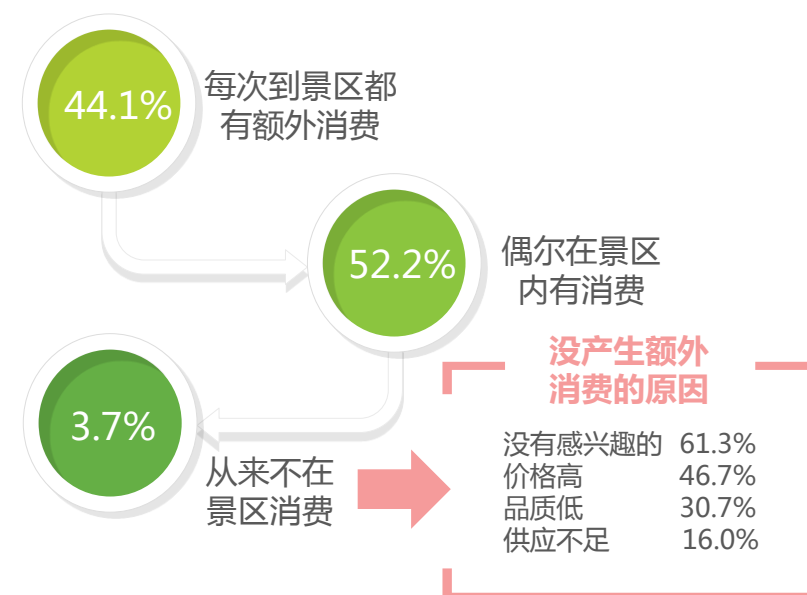 44.1%
每次到景区都
有额外消费
52.2%
偶尔在景区
内有消费
3.7%
从来不在
景区消费
没产生额外
消费的原因
没有感兴趣的 61.3%
价格高 46.7%
品质低 30.7%
供应不足 16.0%